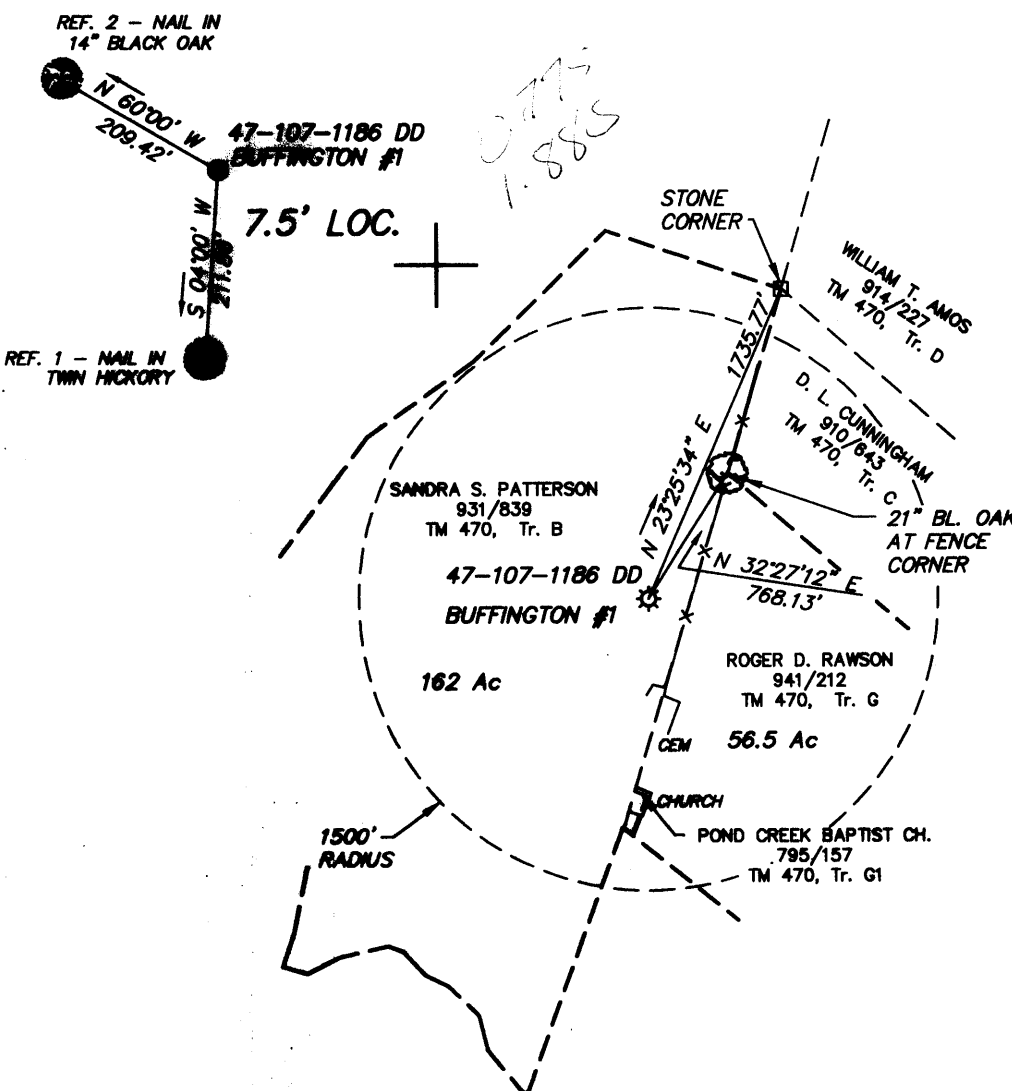 REF. 2 - NAIL IN
14" BLACK OAK
N 60°00' W
209.42'
47-107-1186 DD
BUFFINGTON #1
7.5' LOC.
S 04°00' W
REF. 1 - NAIL IN
TWIN HICKORY
1.885
STONE
CORNER
WILLIAM T. AMOS
914/227
TM 470, Tr. D
1735.77'
N 23°25'34" E
D. L. CUNNINGHAM
910/643
TM 470, Tr. C
SANDRA S. PATTERSON
931/839
TM 470, Tr. B
21" BL. OAK
AT FENCE
CORNER
N 32°27'12" E
768.13'
47-107-1186 DD
BUFFINGTON #1
162 Ac
ROGER D. RAWSON
941/212
TM 470, Tr. G
56.5 Ac
CEM
CHURCH
POND CREEK BAPTIST CH.
795/157
TM 470, Tr. G1
1500'
RADIUS